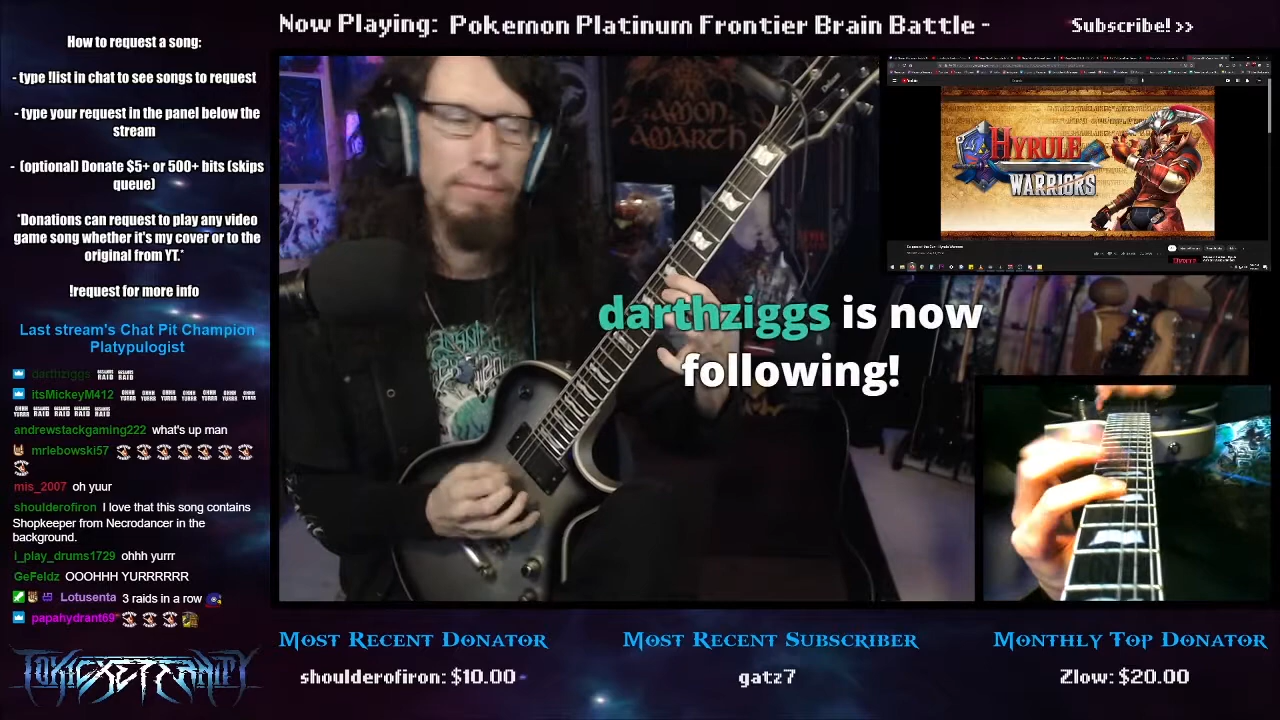 Now Playing: Pokemon Platinum Frontier Brain Battle -
Subscribe! >>
How to request a song:
- type !list in chat to see songs to request
- type your request in the panel below the
stream
- (optional) Donate $5+ or 500+ bits (skips
queue)
*Donations can request to play any video
game song whether it's my cover or to the
original from YT.*
!request for more info
Last stream's Chat Pit Champion
Platypulogist
darthziggs
itsMickeyM412
andrewstackgaming222 what's up man
mrlebowski57
mis_2007 oh yuur
shoulderofiron I love that this song contains
Shopkeeper from Necrodancer in the
background.
i_play_drums1729 ohhh yurrr
GeFeldz OOOHHH YURRRRRR
Lotusenta 3 raids in a row
papahydrant69
TOXICXETERNITY
AMON
AMARTH
HYRULE
WARRIORS
darthziggs is now
following!
Most Recent Donator
shoulderofiron: $10.00
Most Recent Subscriber
gatz7
Monthly Top Donator
Zlow: $20.00